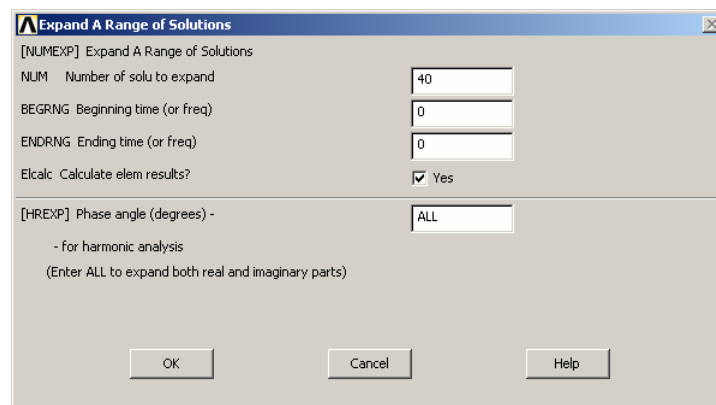 Expand A Range of Solutions
[NUMEXP] Expand A Range of Solutions
NUM Number of solu to expand 40
BEGRNG Beginning time (or freq) 0
ENDRNG Ending time (or freq) 0
Elcalc Calculate elem results? Yes
[HREXP] Phase angle (degrees) - ALL
- for harmonic analysis
(Enter ALL to expand both real and imaginary parts)
OK Cancel Help